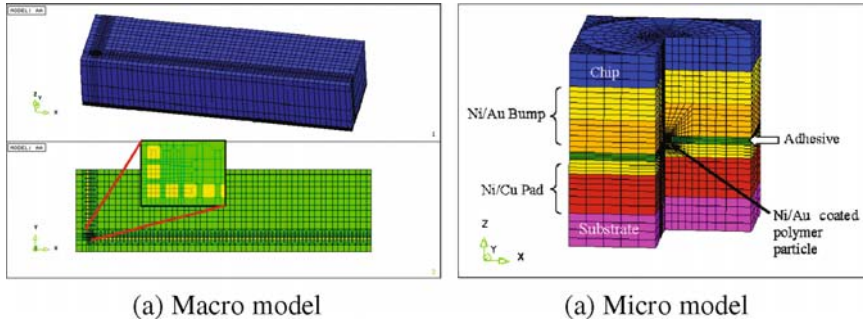 MODEL: AA
Z
Y
X
1
MODEL: AA
Y
Z
X
Chip
Ni/Au Bump
Adhesive
Ni/Cu Pad
Ni/Au coated
polymer
particle
Substrate
Z
Y
X
(a) Macro model
(a) Micro model